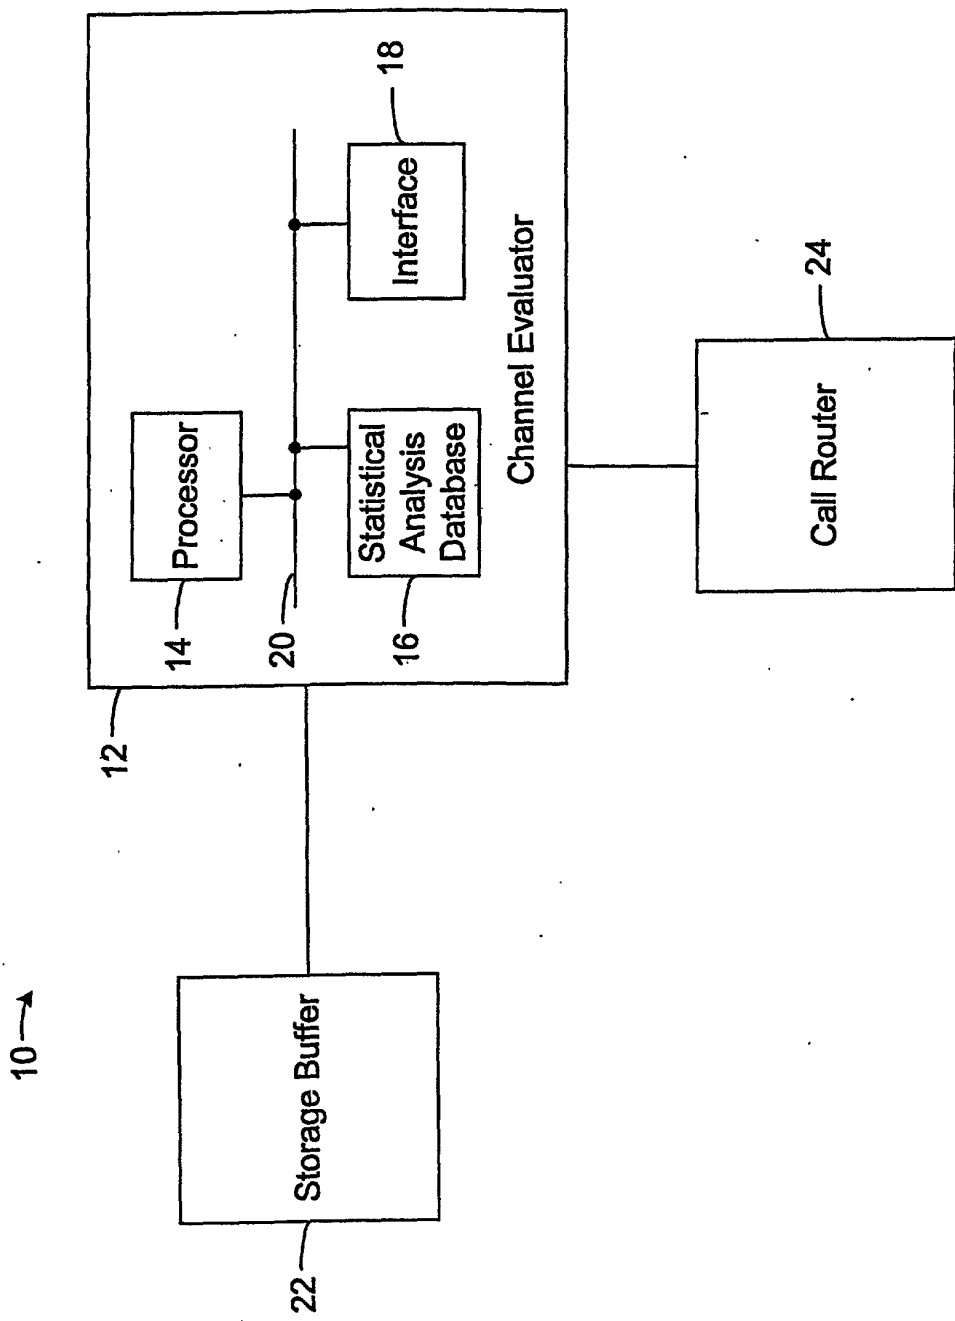 10
12
14
Processor
20
16
Statistical
Analysis
Database
Interface
18
Channel Evaluator
22
Storage Buffer
Call Router
24